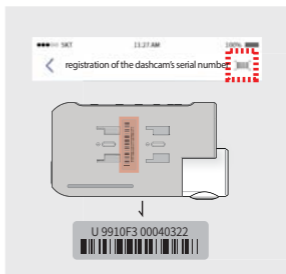 SKT 11:27 AM 100%
registration of the dashcam's serial number
U 9910F3 00040322